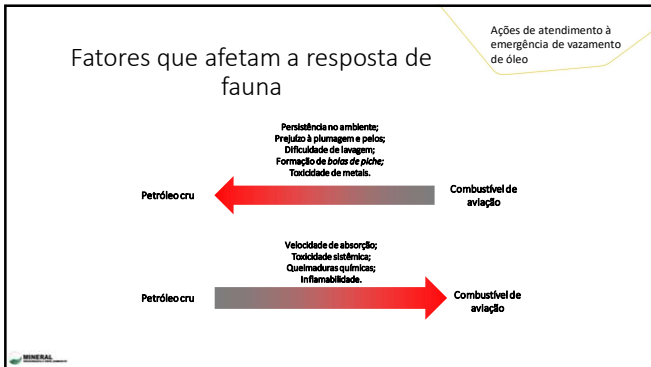 Ações de atendimento à
emergência de vazamento
de óleo
Fatores que afetam a resposta de
fauna
Persistência no ambiente;
Prejuízo à plumagem e pelos;
Dificuldade de lavagem;
Formação de bolas de piche;
Toxicidade de metais.
Petróleo cru
Combustível de
aviação
Velocidade de absorção;
Toxicidade sistêmica;
Queimaduras químicas;
Inflamabilidade.
Petróleo cru
Combustível de
aviação
MINERAL